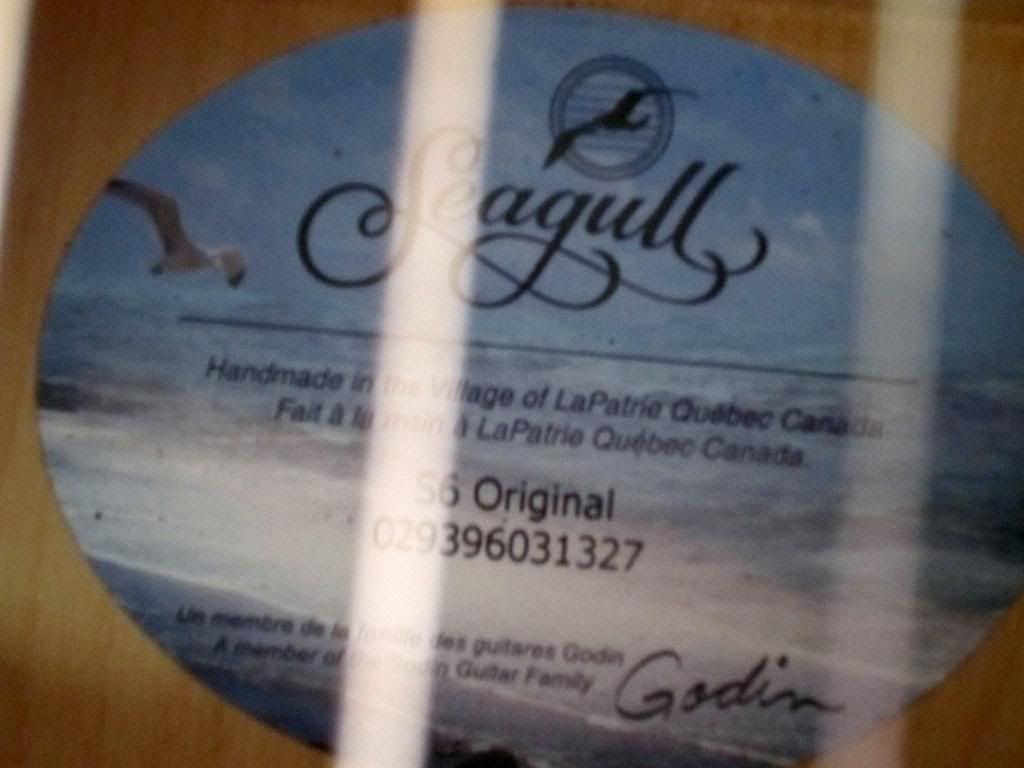 Seagull
Handmade in the Village of LaPatrie Québec Canada.
Fait à la main à LaPatrie Québec Canada.
S6 Original
029396031327
Un membre de la famille des guitares Godin
A member of the Godin Guitar Family
Godin